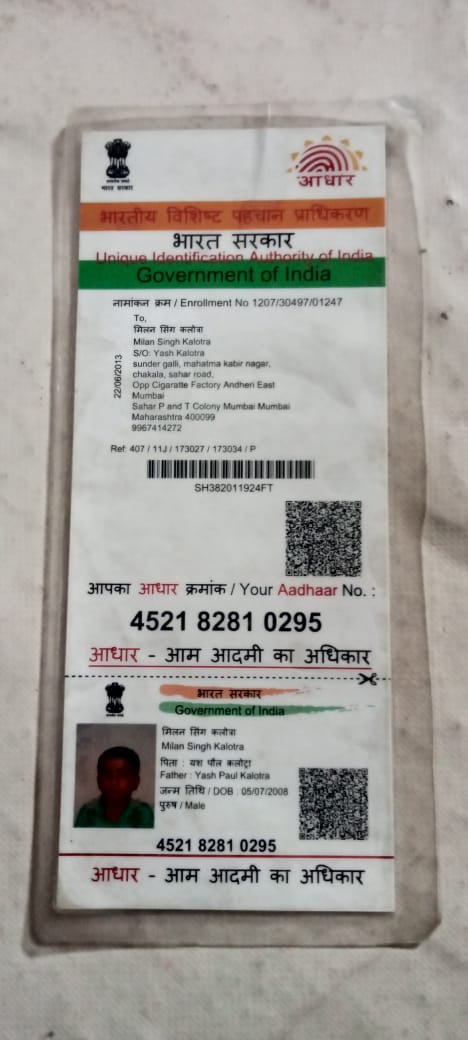 भारत सरकार
आधार
भारतीय विशिष्ट पहचान प्राधिकरण
भारत सरकार
Unique Identification Authority of India
Government of India
नामांकन क्रम / Enrollment No 1207/30497/01247
To,
मिलन सिंग कलोत्रा
Milan Singh Kalotra
S/O: Yash Kalotra
sunder galli, mahatma kabir nagar,
chakala, sahar road,
Opp Cigaratte Factory Andheri East
Mumbai
Sahar P and T Colony Mumbai Mumbai
Maharashtra 400099
9967414272
22/06/2013
Ref: 407 / 11J / 173027 / 173034 / P
SH382011924FT
आपका आधार क्रमांक / Your Aadhaar No. :
4521 8281 0295
आधार - आम आदमी का अधिकार
भारत सरकार
Government of India
मिलन सिंग कलोत्रा
Milan Singh Kalotra
पिता : यश पौल कलोट्रा
Father : Yash Paul Kalotra
जन्म तिथि / DOB : 05/07/2008
पुरुष / Male
4521 8281 0295
आधार - आम आदमी का अधिकार